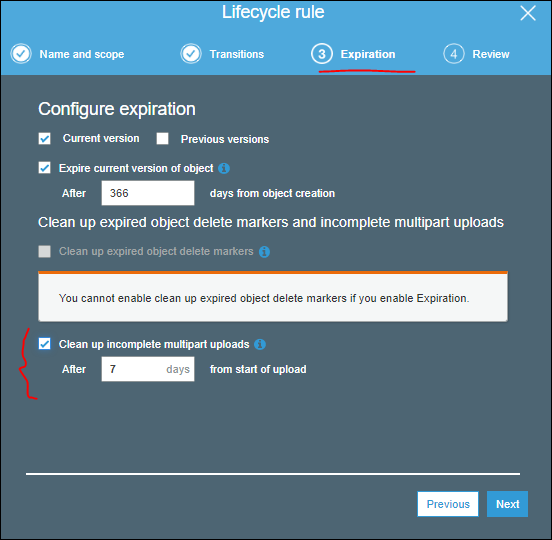 Lifecycle rule
Name and scope
Transitions
3 Expiration
4 Review
Configure expiration
Current version
Previous versions
Expire current version of object
After 366 days from object creation
Clean up expired object delete markers and incomplete multipart uploads
Clean up expired object delete markers
You cannot enable clean up expired object delete markers if you enable Expiration.
Clean up incomplete multipart uploads
After 7 days from start of upload
Previous
Next